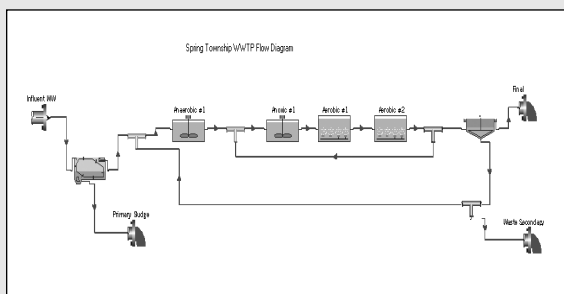 Spring Township WWTP Flow Diagram
Final
Influent WW
Anaerobic #1
Anoxic #1
Aerobic #1
Aerobic #2
Primary Sludge
Waste Secondary